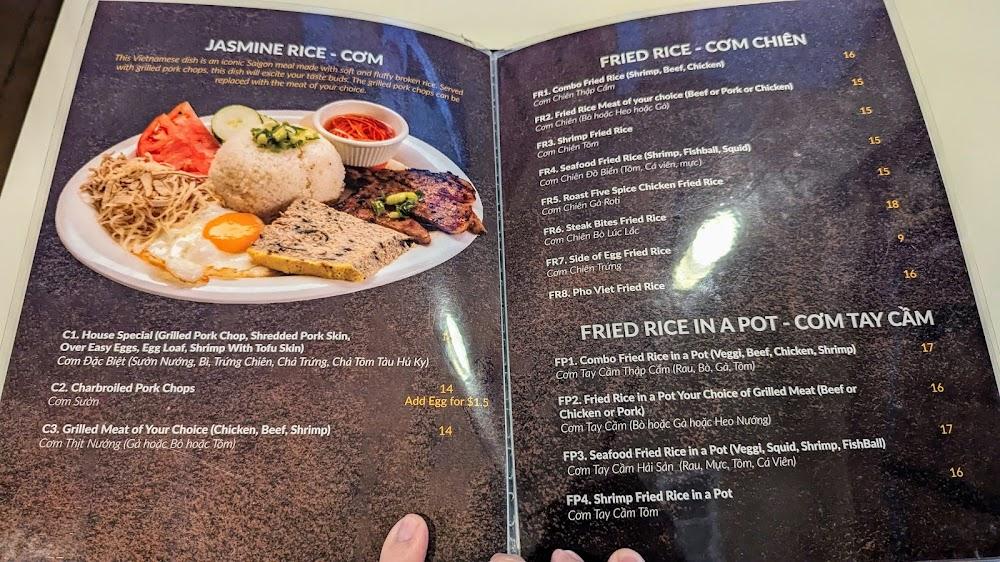 JASMINE RICE - CƠM
This Vietnamese dish is an iconic Saigon meal made with soft and fluffy broken rice. Served
with grilled pork chops, this dish will excite your taste buds. The grilled pork chops can be
replaced with the meat of your choice.
C1. House Special (Grilled Pork Chop, Shredded Pork Skin,
Over Easy Eggs, Egg Loaf, Shrimp With Tofu Skin)
Cơm Đặc Biệt (Sườn Nướng, Bì, Trứng Chiên, Chả Trứng, Chả Tôm Tàu Hủ Ky)
C2. Charbroiled Pork Chops 14
Cơm Sườn Add Egg for $1.5
C3. Grilled Meat of Your Choice (Chicken, Beef, Shrimp) 14
Cơm Thịt Nướng (Gà hoặc Bò hoặc Tôm)
FRIED RICE - CƠM CHIÊN
FR1. Combo Fried Rice (Shrimp, Beef, Chicken) 16
Cơm Chiên Thập Cẩm
FR2. Fried Rice Meat of your choice (Beef or Pork or Chicken) 15
Cơm Chiên (Bò hoặc Heo hoặc Gà)
FR3. Shrimp Fried Rice 15
Cơm Chiên Tôm
FR4. Seafood Fried Rice (Shrimp, Fishball, Squid) 15
Cơm Chiên Đồ Biển (Tôm, Cá viên, mực)
FR5. Roast Five Spice Chicken Fried Rice 15
Cơm Chiên Gà Roti
FR6. Steak Bites Fried Rice 18
Cơm Chiên Bò Lúc Lắc
FR7. Side of Egg Fried Rice 9
Cơm Chiên Trứng
FR8. Pho Viet Fried Rice 16
FRIED RICE IN A POT - CƠM TAY CẦM
FP1. Combo Fried Rice in a Pot (Veggi, Beef, Chicken, Shrimp) 17
Cơm Tay Cầm Thập Cẩm (Rau, Bò, Gà, Tôm)
FP2. Fried Rice in a Pot Your Choice of Grilled Meat (Beef or 16
Chicken or Pork)
Cơm Tay Cầm (Bò hoặc Gà hoặc Heo Nướng)
FP3. Seafood Fried Rice in a Pot (Veggi, Squid, Shrimp, FishBall) 17
Cơm Tay Cầm Hải Sản (Rau, Mực, Tôm, Cá Viên)
FP4. Shrimp Fried Rice in a Pot 16
Cơm Tay Cầm Tôm